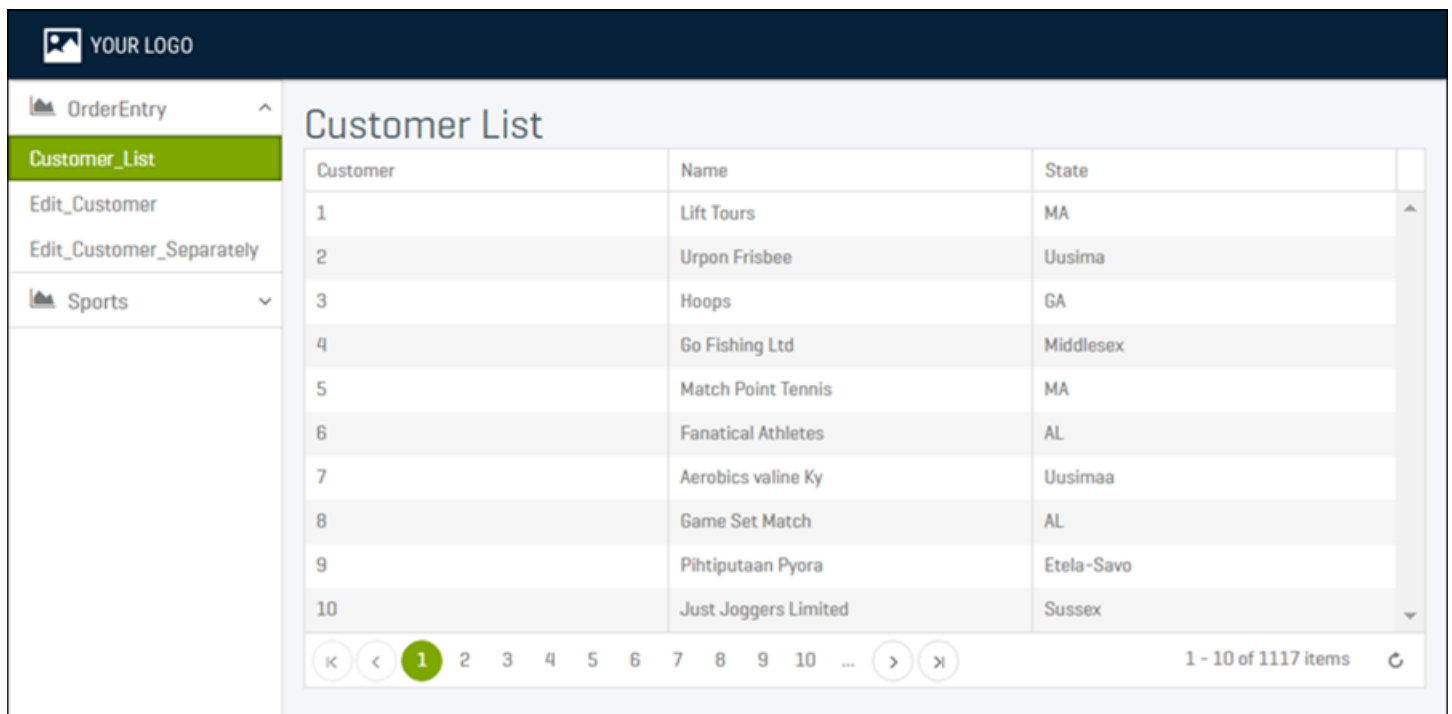 YOUR LOGO
OrderEntry
Customer_List
Edit_Customer
Edit_Customer_Separately
Sports
Customer List
Customer Name State
1 Lift Tours MA
2 Urpon Frisbee Uusima
3 Hoops GA
4 Go Fishing Ltd Middlesex
5 Match Point Tennis MA
6 Fanatical Athletes AL
7 Aerobics valine Ky Uusimaa
8 Game Set Match AL
9 Pihtiputaan Pyora Etela-Savo
10 Just Joggers Limited Sussex
1 2 3 4 5 6 7 8 9 10 ... 1 - 10 of 1117 items